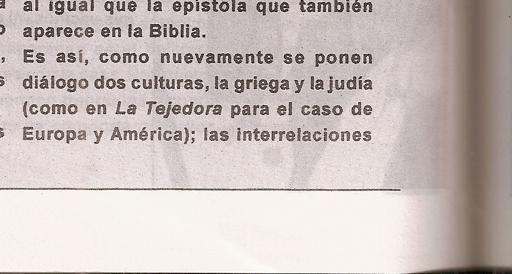 al igual que la epístola que también
aparece en la Biblia.
Es así, como nuevamente se ponen
diálogo dos culturas, la griega y la judía
(como en La Tejedora para el caso de
Europa y América); las interrelaciones